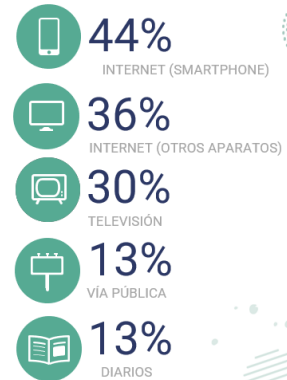 44%
INTERNET (SMARTPHONE)
36%
INTERNET (OTROS APARATOS)
30%
TELEVISIÓN
13%
VÍA PÚBLICA
13%
DIARIOS